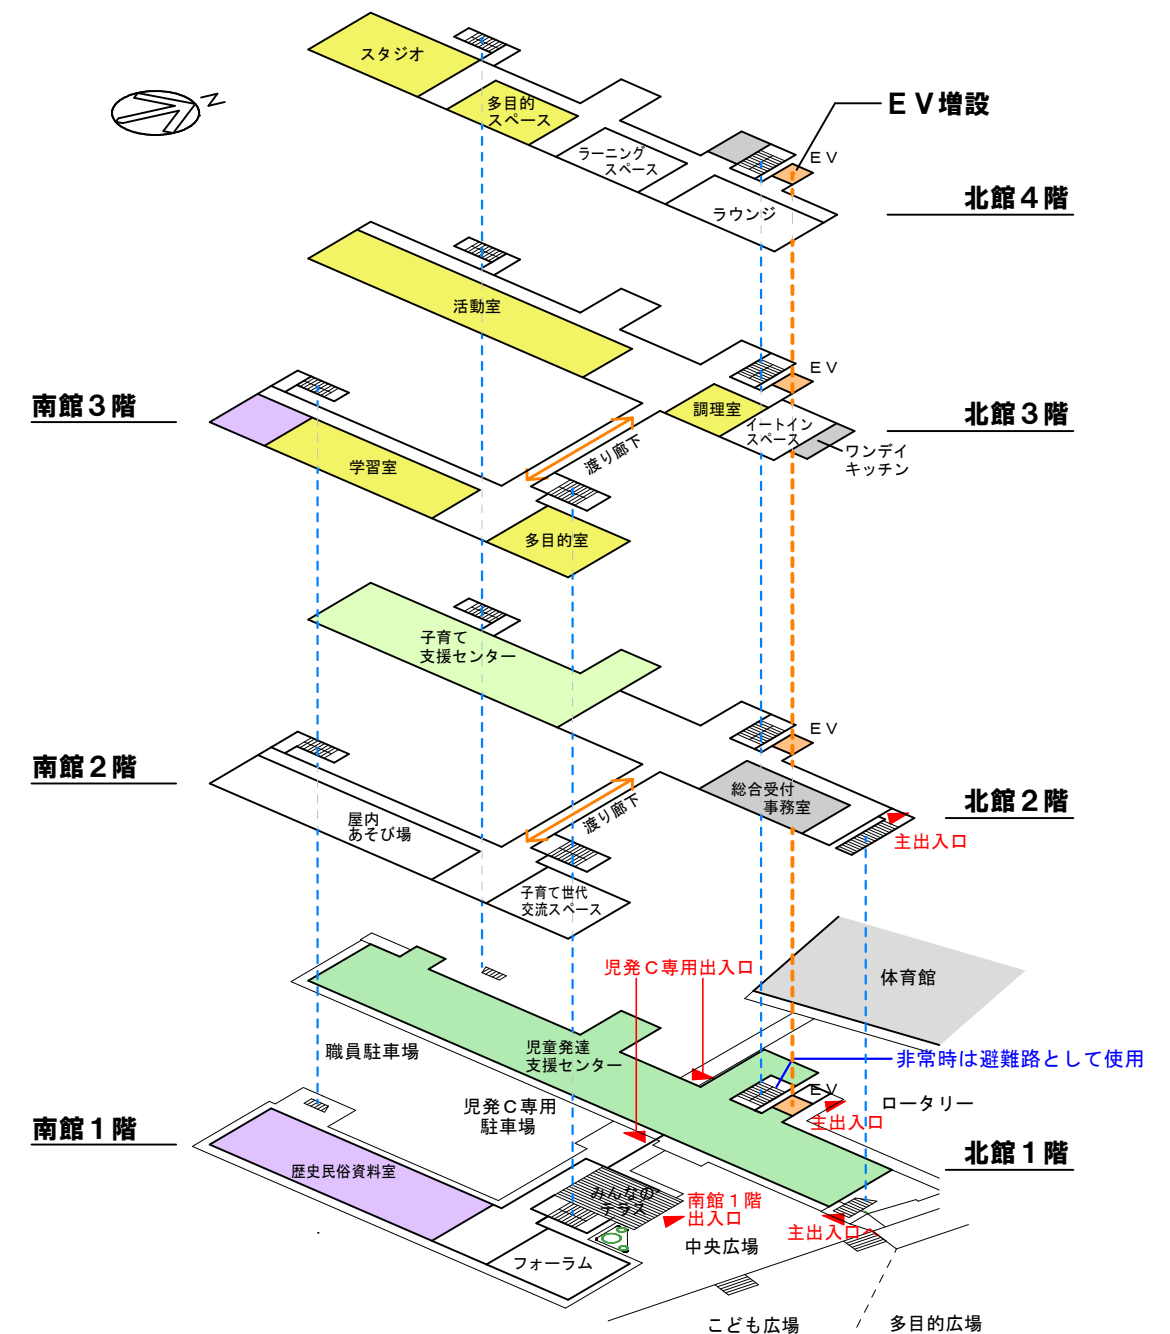 スタジオ
多目的
スペース
ラーニング
スペース
ラウンジ
ＥＶ
ＥＶ増設
北館４階
N
活動室
ＥＶ
調理室
イートイン
スペース
ワンデイ
キッチン
北館３階
南館３階
学習室
渡り廊下
多目的室
子育て
支援センター
ＥＶ
総合受付
事務室
主出入口
北館２階
南館２階
屋内
あそび場
渡り廊下
子育て世代
交流スペース
児発Ｃ専用出入口
体育館
職員駐車場
児童発達
支援センター
非常時は避難路として使用
ＥＶ
主出入口
ロータリー
児発Ｃ専用
駐車場
北館１階
南館１階
歴史民俗資料室
みんなの
テラス
南館１階
出入口
主出入口
中央広場
フォーラム
こども広場
多目的広場